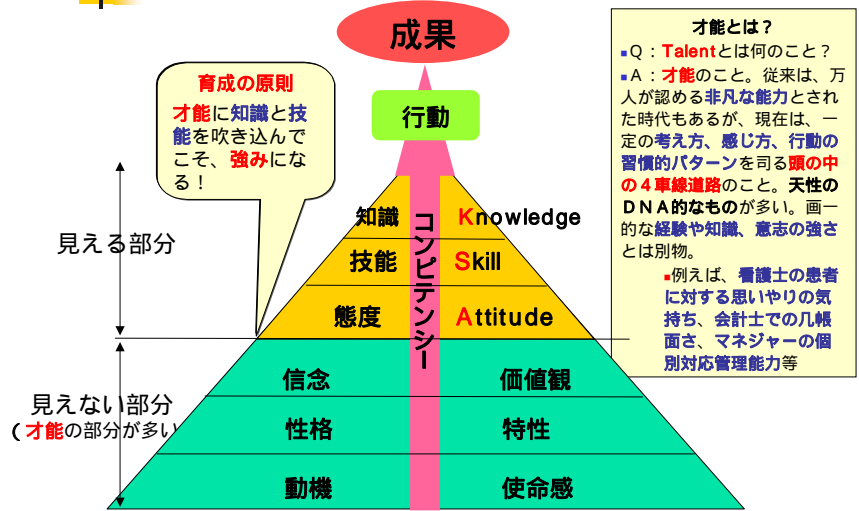 成果
行動
育成の原則
才能に知識と技
能を吹き込んで
こそ、強みにな
る！
見える部分
知識
Knowledge
技能
Skill
態度
Attitude
コンピテンシー
見えない部分
(才能の部分が多い
信念
価値観
性格
特性
動機
使命感
才能とは？
■Q：Talentとは何のこと？
■A：才能のこと。従来は、万
人が認める非凡な能力とされ
た時代もあるが、現在は、一
定の考え方、感じ方、行動の
習慣的パターンを司る頭の中
の４車線道路のこと。天性の
ＤＮＡ的なものが多い。画一
的な経験や知識、意志の強さ
とは別物。
■例えば、看護士の患者
に対する思いやりの気
持ち、会計士での几帳
面さ、マネジャーの個
別対応管理能力等